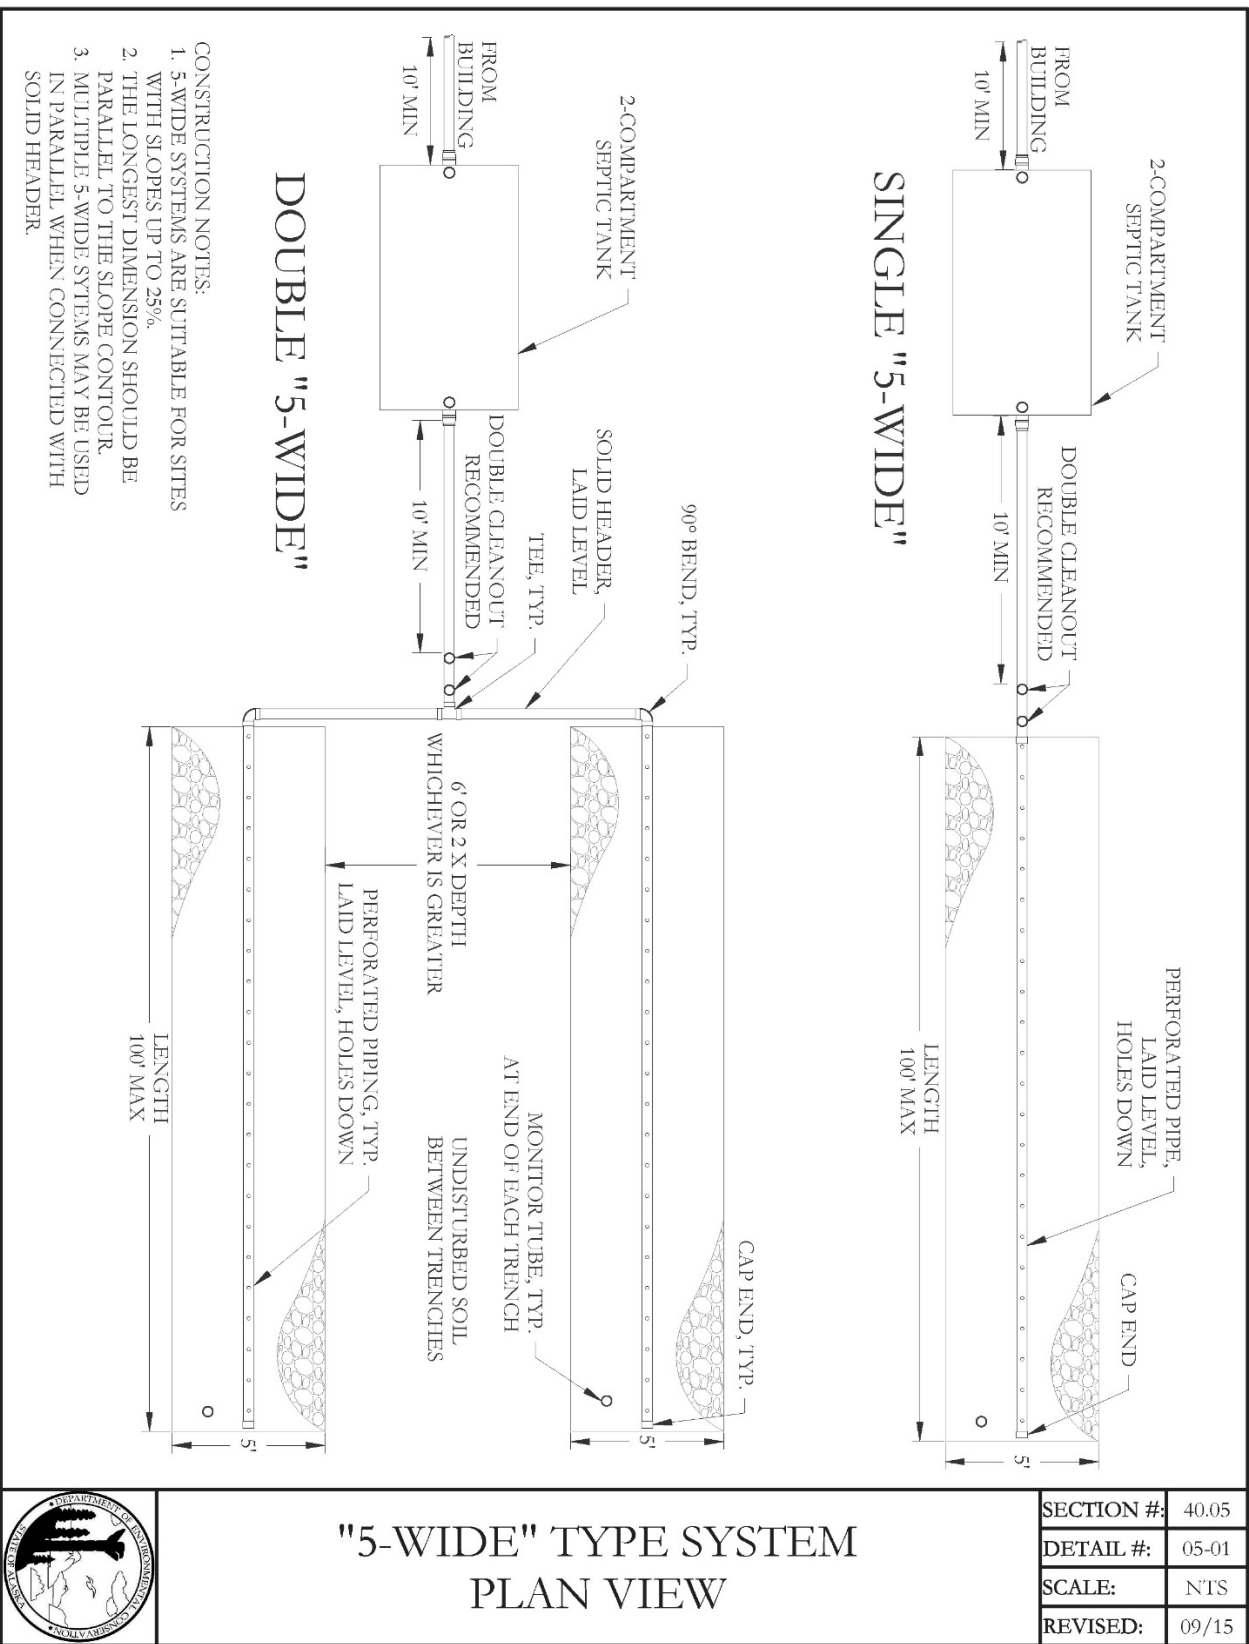 FROM
BUILDING
10' MIN
2-COMPARTMENT
SEPTIC TANK
DOUBLE CLEANOUT
RECOMMENDED
10' MIN
PERFORATED PIPE,
LAID LEVEL,
HOLES DOWN
CAP END
LENGTH
100' MAX
5'
SINGLE "5-WIDE"
FROM
BUILDING
10' MIN
2-COMPARTMENT
SEPTIC TANK
90° BEND, TYP.
SOLID HEADER,
LAID LEVEL
TEE, TYP.
DOUBLE CLEANOUT
RECOMMENDED
10' MIN
CAP END, TYP.
5'
MONITOR TUBE, TYP.
AT END OF EACH TRENCH
6' OR 2 X DEPTH
WHICHEVER IS GREATER
UNDISTURBED SOIL
BETWEEN TRENCHES
PERFORATED PIPING, TYP.
LAID LEVEL, HOLES DOWN
5'
LENGTH
100' MAX
DOUBLE "5-WIDE"
CONSTRUCTION NOTES:
1. 5-WIDE SYSTEMS ARE SUITABLE FOR SITES
WITH SLOPES UP TO 25%.
2. THE LONGEST DIMENSION SHOULD BE
PARALLEL TO THE SLOPE CONTOUR.
3. MULTIPLE 5-WIDE SYTEMS MAY BE USED
IN PARALLEL WHEN CONNECTED WITH
SOLID HEADER.
DEPARTMENT OF ENVIRONMENTAL CONSERVATION
STATE OF ALASKA
"5-WIDE" TYPE SYSTEM
PLAN VIEW
SECTION #: 40.05
DETAIL #: 05-01
SCALE: NTS
REVISED: 09/15